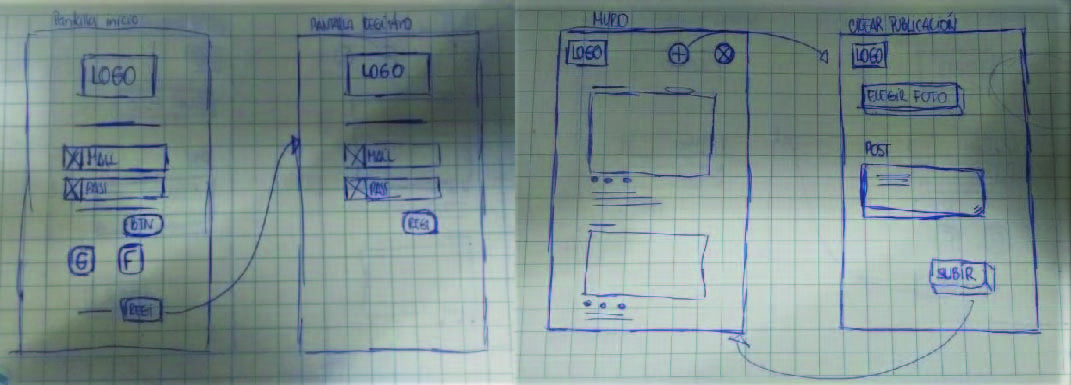 Pantalla inicio
LOGO
MAIL
PASS
BTN
G F
REGI
PANTALLA REGISTRO
LOGO
MAIL
PASS
REGI
MURO
LOGO
CREAR PUBLICACIÓN
LOGO
ELEGIR FOTO
POST
SUBIR